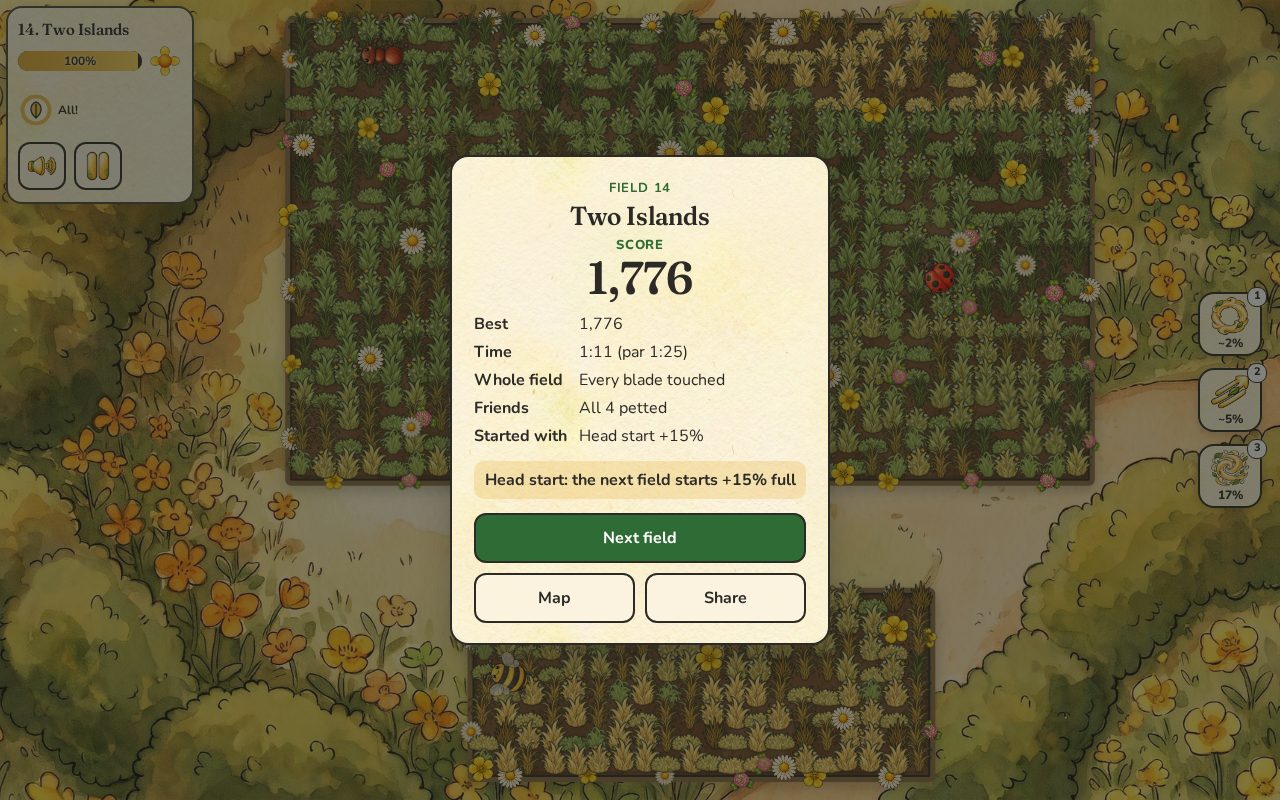 14. Two Islands
100%
All!
FIELD 14
Two Islands
SCORE
1,776
Best 1,776
Time 1:11 (par 1:25)
Whole field Every blade touched
Friends All 4 petted
Started with Head start +15%
Head start: the next field starts +15% full
Next field
Map Share
1
~2%
2
~5%
3
17%